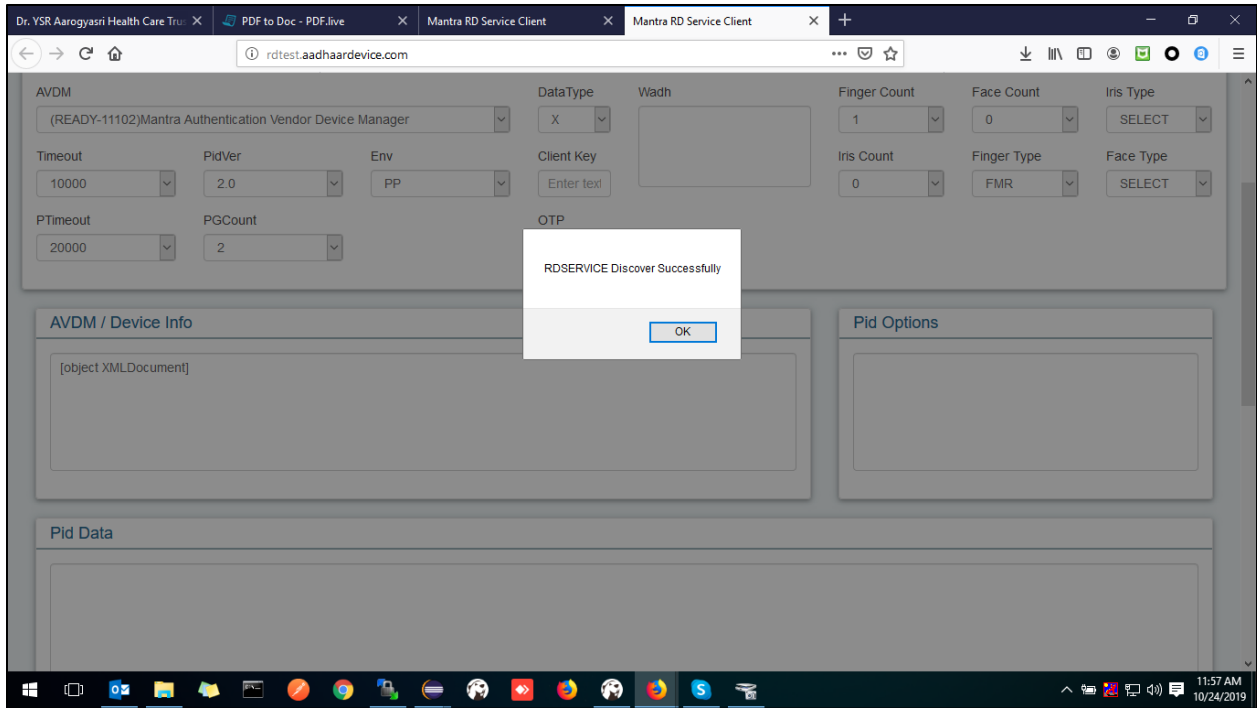 Dr. YSR Aarogyasri Health Care Trus
PDF to Doc - PDF.live
Mantra RD Service Client
Mantra RD Service Client
rdtest.aadhaardevice.com
AVDM
DataType
Wadh
Finger Count
Face Count
Iris Type
(READY-11102)Mantra Authentication Vendor Device Manager
X
1
0
SELECT
Timeout
PidVer
Env
Client Key
Iris Count
Finger Type
Face Type
10000
2.0
PP
Enter text
0
FMR
SELECT
PTimeout
PGCount
OTP
20000
2
RDSERVICE Discover Successfully
OK
AVDM / Device Info
Pid Options
[object XMLDocument]
Pid Data
11:57 AM
10/24/2019